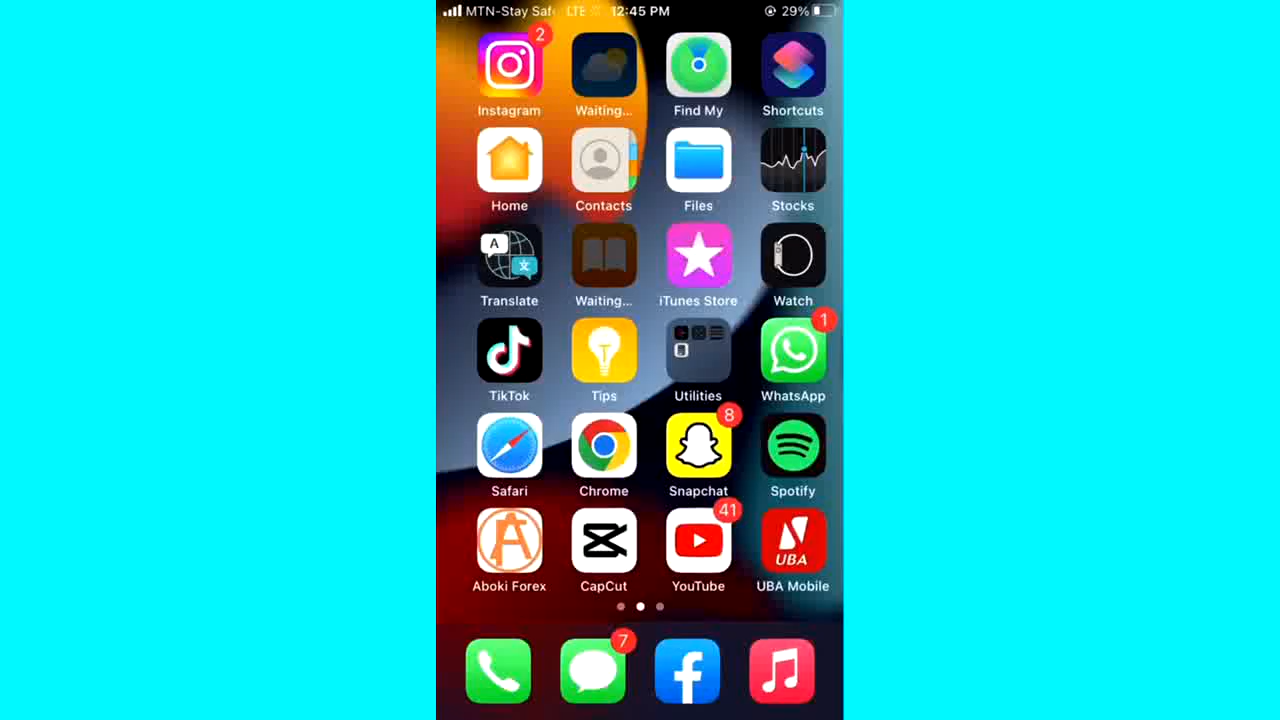 MTN-Stay Saf LTE 12:45 PM 29%
2
Instagram Waiting... Find My Shortcuts
Home Contacts Files Stocks
A 文
Translate Waiting... iTunes Store Watch
1
TikTok Tips Utilities WhatsApp
8
Safari Chrome Snapchat Spotify
41
UBA
Aboki Forex CapCut YouTube UBA Mobile
7